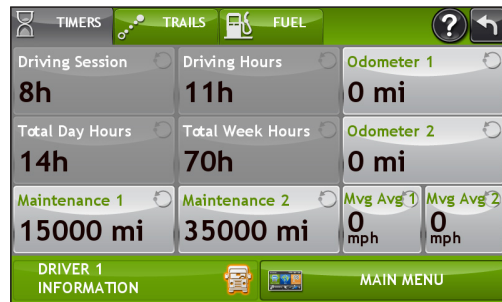 TIMERS TRAILS FUEL ?
Driving Session Driving Hours Odometer 1
8h 11h 0 mi
Total Day Hours Total Week Hours Odometer 2
14h 70h 0 mi
Maintenance 1 Maintenance 2 Mvg Avg 1 Mvg Avg 2
15000 mi 35000 mi 0 mph 0 mph
DRIVER 1
INFORMATION MAIN MENU